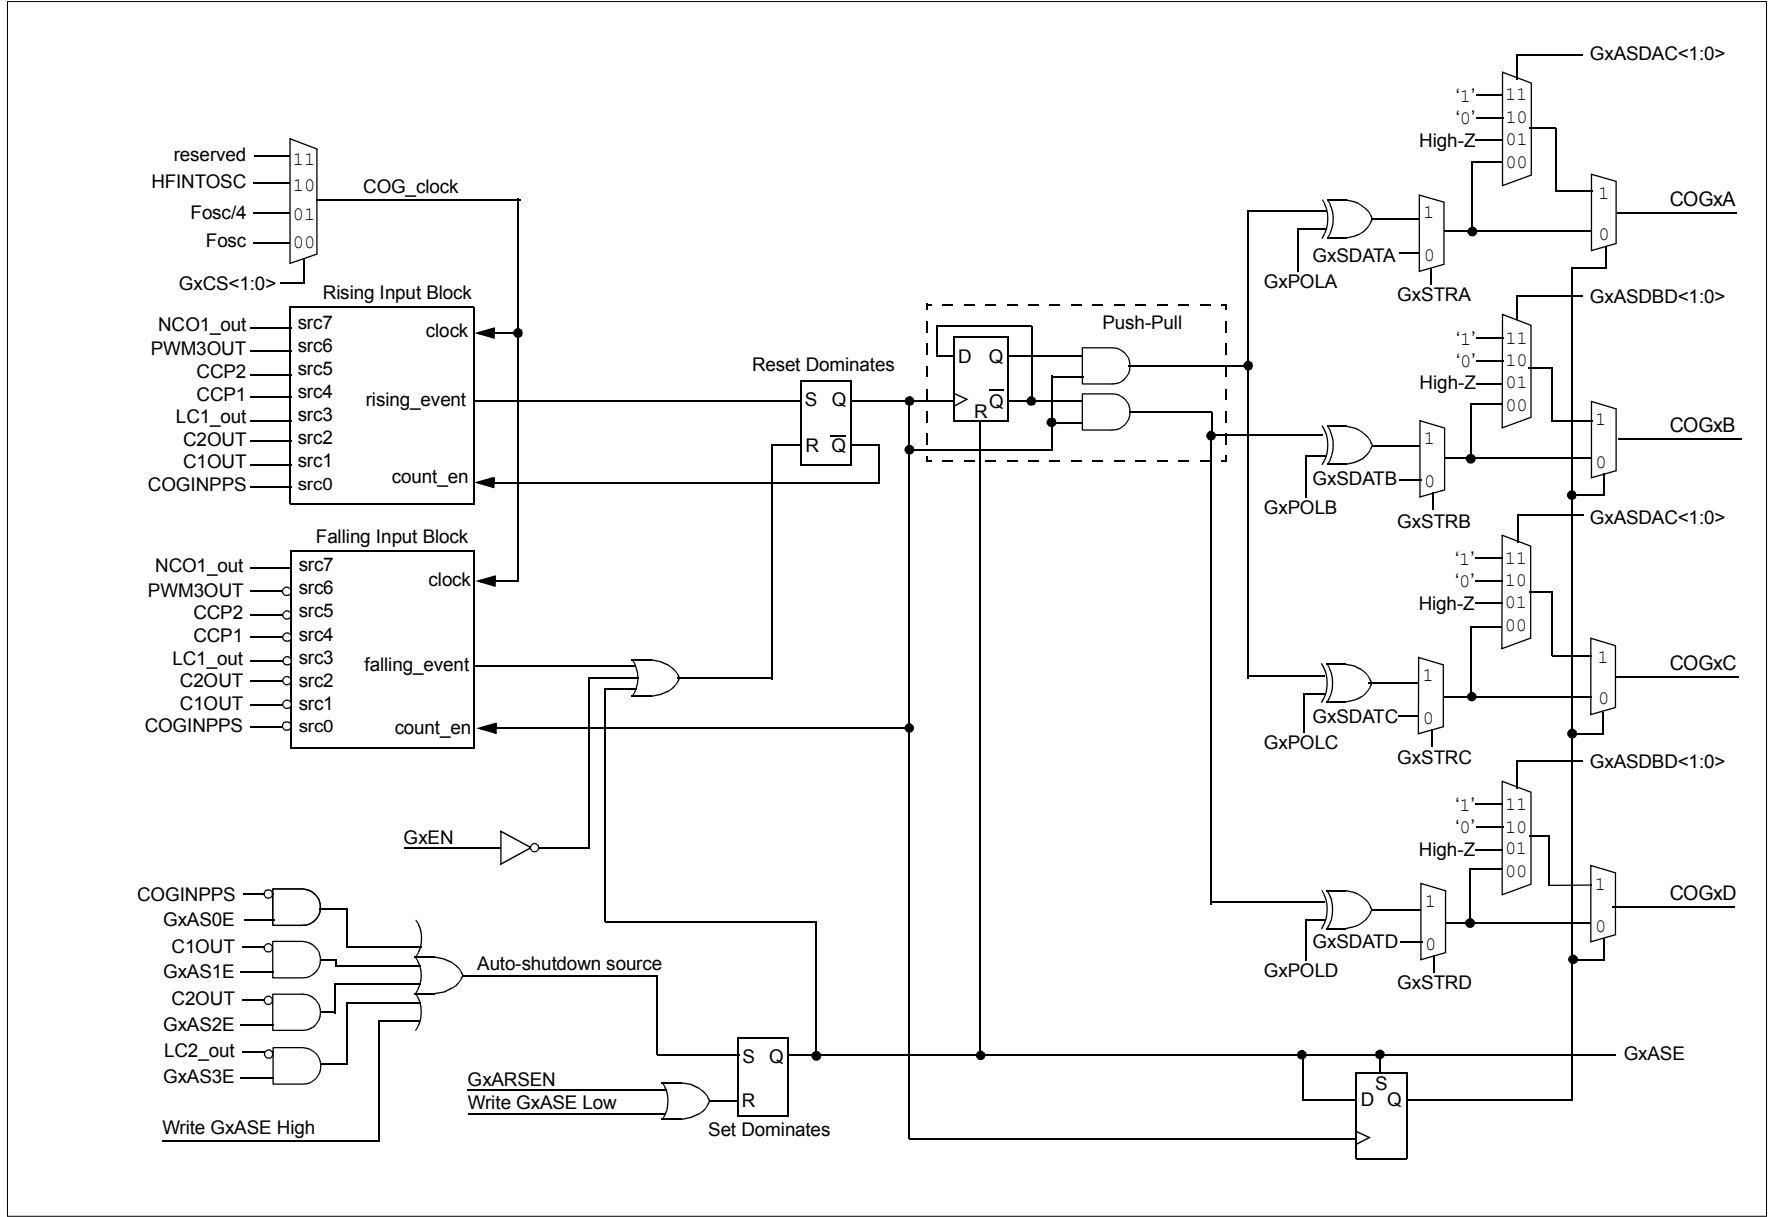 GxASDAC<1:0>
‘1’ 11
‘0’ 10
High-Z 01
00
1
COGxA
0
1
GxSDATA 0
GxPOLA
GxSTRA
reserved 11
HFINTOSC 10
Fosc/4 01
Fosc 00
GxCS<1:0>
COG_clock
Rising Input Block
NCO1_out src7
PWM3OUT src6
CCP2 src5
CCP1 src4
LC1_out src3
C2OUT src2
C1OUT src1
COGINPPS src0
clock
rising_event
count_en
Reset Dominates
S Q
R Q
Push-Pull
D Q
R Q
GxASDBD<1:0>
‘1’ 11
‘0’ 10
High-Z 01
00
1
COGxB
0
1
GxSDATB 0
GxPOLB
GxSTRB
Falling Input Block
NCO1_out src7
PWM3OUT src6
CCP2 src5
CCP1 src4
LC1_out src3
C2OUT src2
C1OUT src1
COGINPPS src0
clock
falling_event
count_en
GxASDAC<1:0>
‘1’ 11
‘0’ 10
High-Z 01
00
1
COGxC
0
1
GxSDATC 0
GxPOLC
GxSTRC
GxEN
GxASDBD<1:0>
‘1’ 11
‘0’ 10
High-Z 01
00
1
COGxD
0
1
GxSDATD 0
GxPOLD
GxSTRD
COGINPPS
GxAS0E
C1OUT
GxAS1E
C2OUT
GxAS2E
LC2_out
GxAS3E
Write GxASE High
Auto-shutdown source
S Q
R
GxARSEN
Write GxASE Low
Set Dominates
GxASE
S
D Q